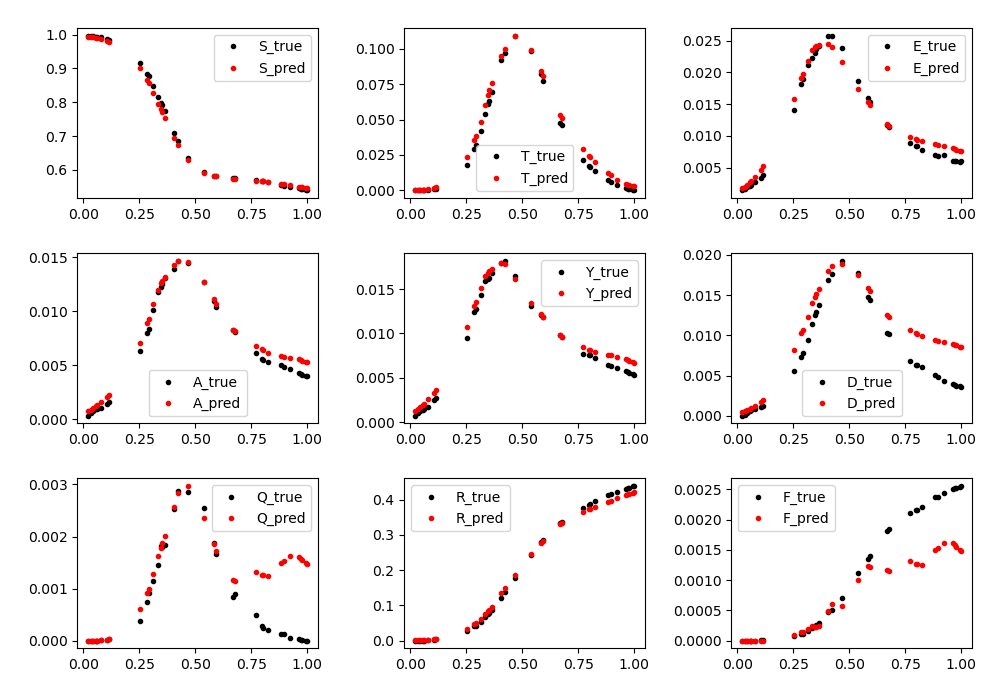 1.0
0.9
0.8
0.7
0.6
S_true
S_pred
0.00 0.25 0.50 0.75 1.00
0.100
0.075
0.050
0.025
0.000
T_true
T_pred
0.00 0.25 0.50 0.75 1.00
0.025
0.020
0.015
0.010
0.005
E_true
E_pred
0.00 0.25 0.50 0.75 1.00
0.015
0.010
0.005
0.000
A_true
A_pred
0.00 0.25 0.50 0.75 1.00
0.015
0.010
0.005
0.000
Y_true
Y_pred
0.00 0.25 0.50 0.75 1.00
0.020
0.015
0.010
0.005
0.000
D_true
D_pred
0.00 0.25 0.50 0.75 1.00
0.003
0.002
0.001
0.000
Q_true
Q_pred
0.00 0.25 0.50 0.75 1.00
0.4
0.3
0.2
0.1
0.0
R_true
R_pred
0.00 0.25 0.50 0.75 1.00
0.0025
0.0020
0.0015
0.0010
0.0005
0.0000
F_true
F_pred
0.00 0.25 0.50 0.75 1.00